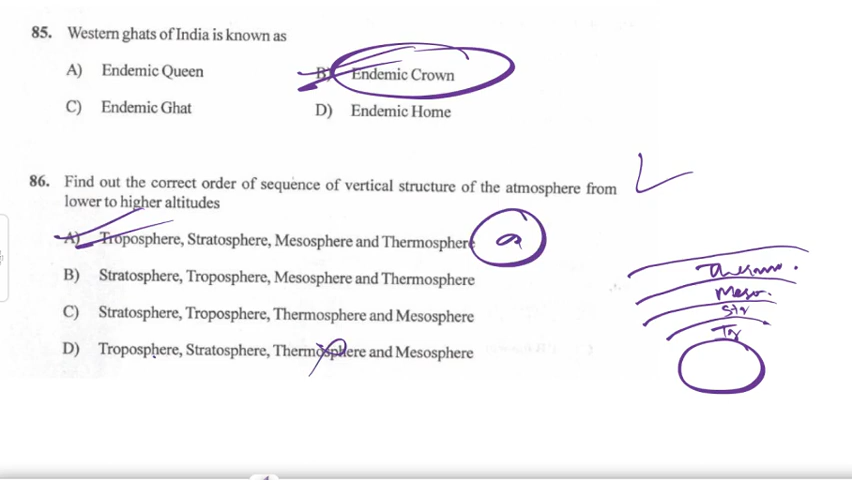 85. Western ghats of India is known as
A) Endemic Queen
B) Endemic Crown
C) Endemic Ghat
D) Endemic Home
86. Find out the correct order of sequence of vertical structure of the atmosphere from
lower to higher altitudes
A) Troposphere, Stratosphere, Mesosphere and Thermosphere
a
B) Stratosphere, Troposphere, Mesosphere and Thermosphere
C) Stratosphere, Troposphere, Thermosphere and Mesosphere
D) Troposphere, Stratosphere, Thermosphere and Mesosphere
Thermo.
Meso.
Str
Tr